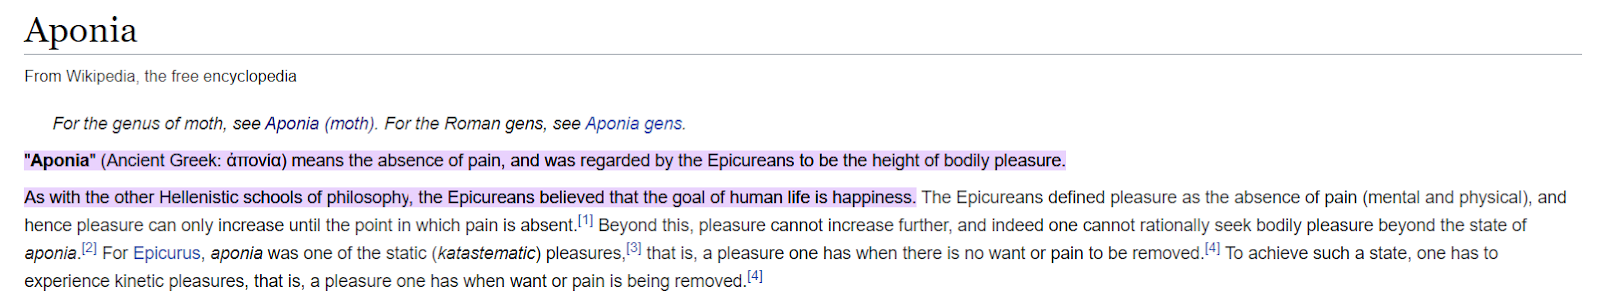 Aponia
From Wikipedia, the free encyclopedia
For the genus of moth, see Aponia (moth). For the Roman gens, see Aponia gens.
"Aponia" (Ancient Greek: ἀπονία) means the absence of pain, and was regarded by the Epicureans to be the height of bodily pleasure.
As with the other Hellenistic schools of philosophy, the Epicureans believed that the goal of human life is happiness. The Epicureans defined pleasure as the absence of pain (mental and physical), and
hence pleasure can only increase until the point in which pain is absent.[1] Beyond this, pleasure cannot increase further, and indeed one cannot rationally seek bodily pleasure beyond the state of
aponia.[2] For Epicurus, aponia was one of the static (katastematic) pleasures,[3] that is, a pleasure one has when there is no want or pain to be removed.[4] To achieve such a state, one has to
experience kinetic pleasures, that is, a pleasure one has when want or pain is being removed.[4]